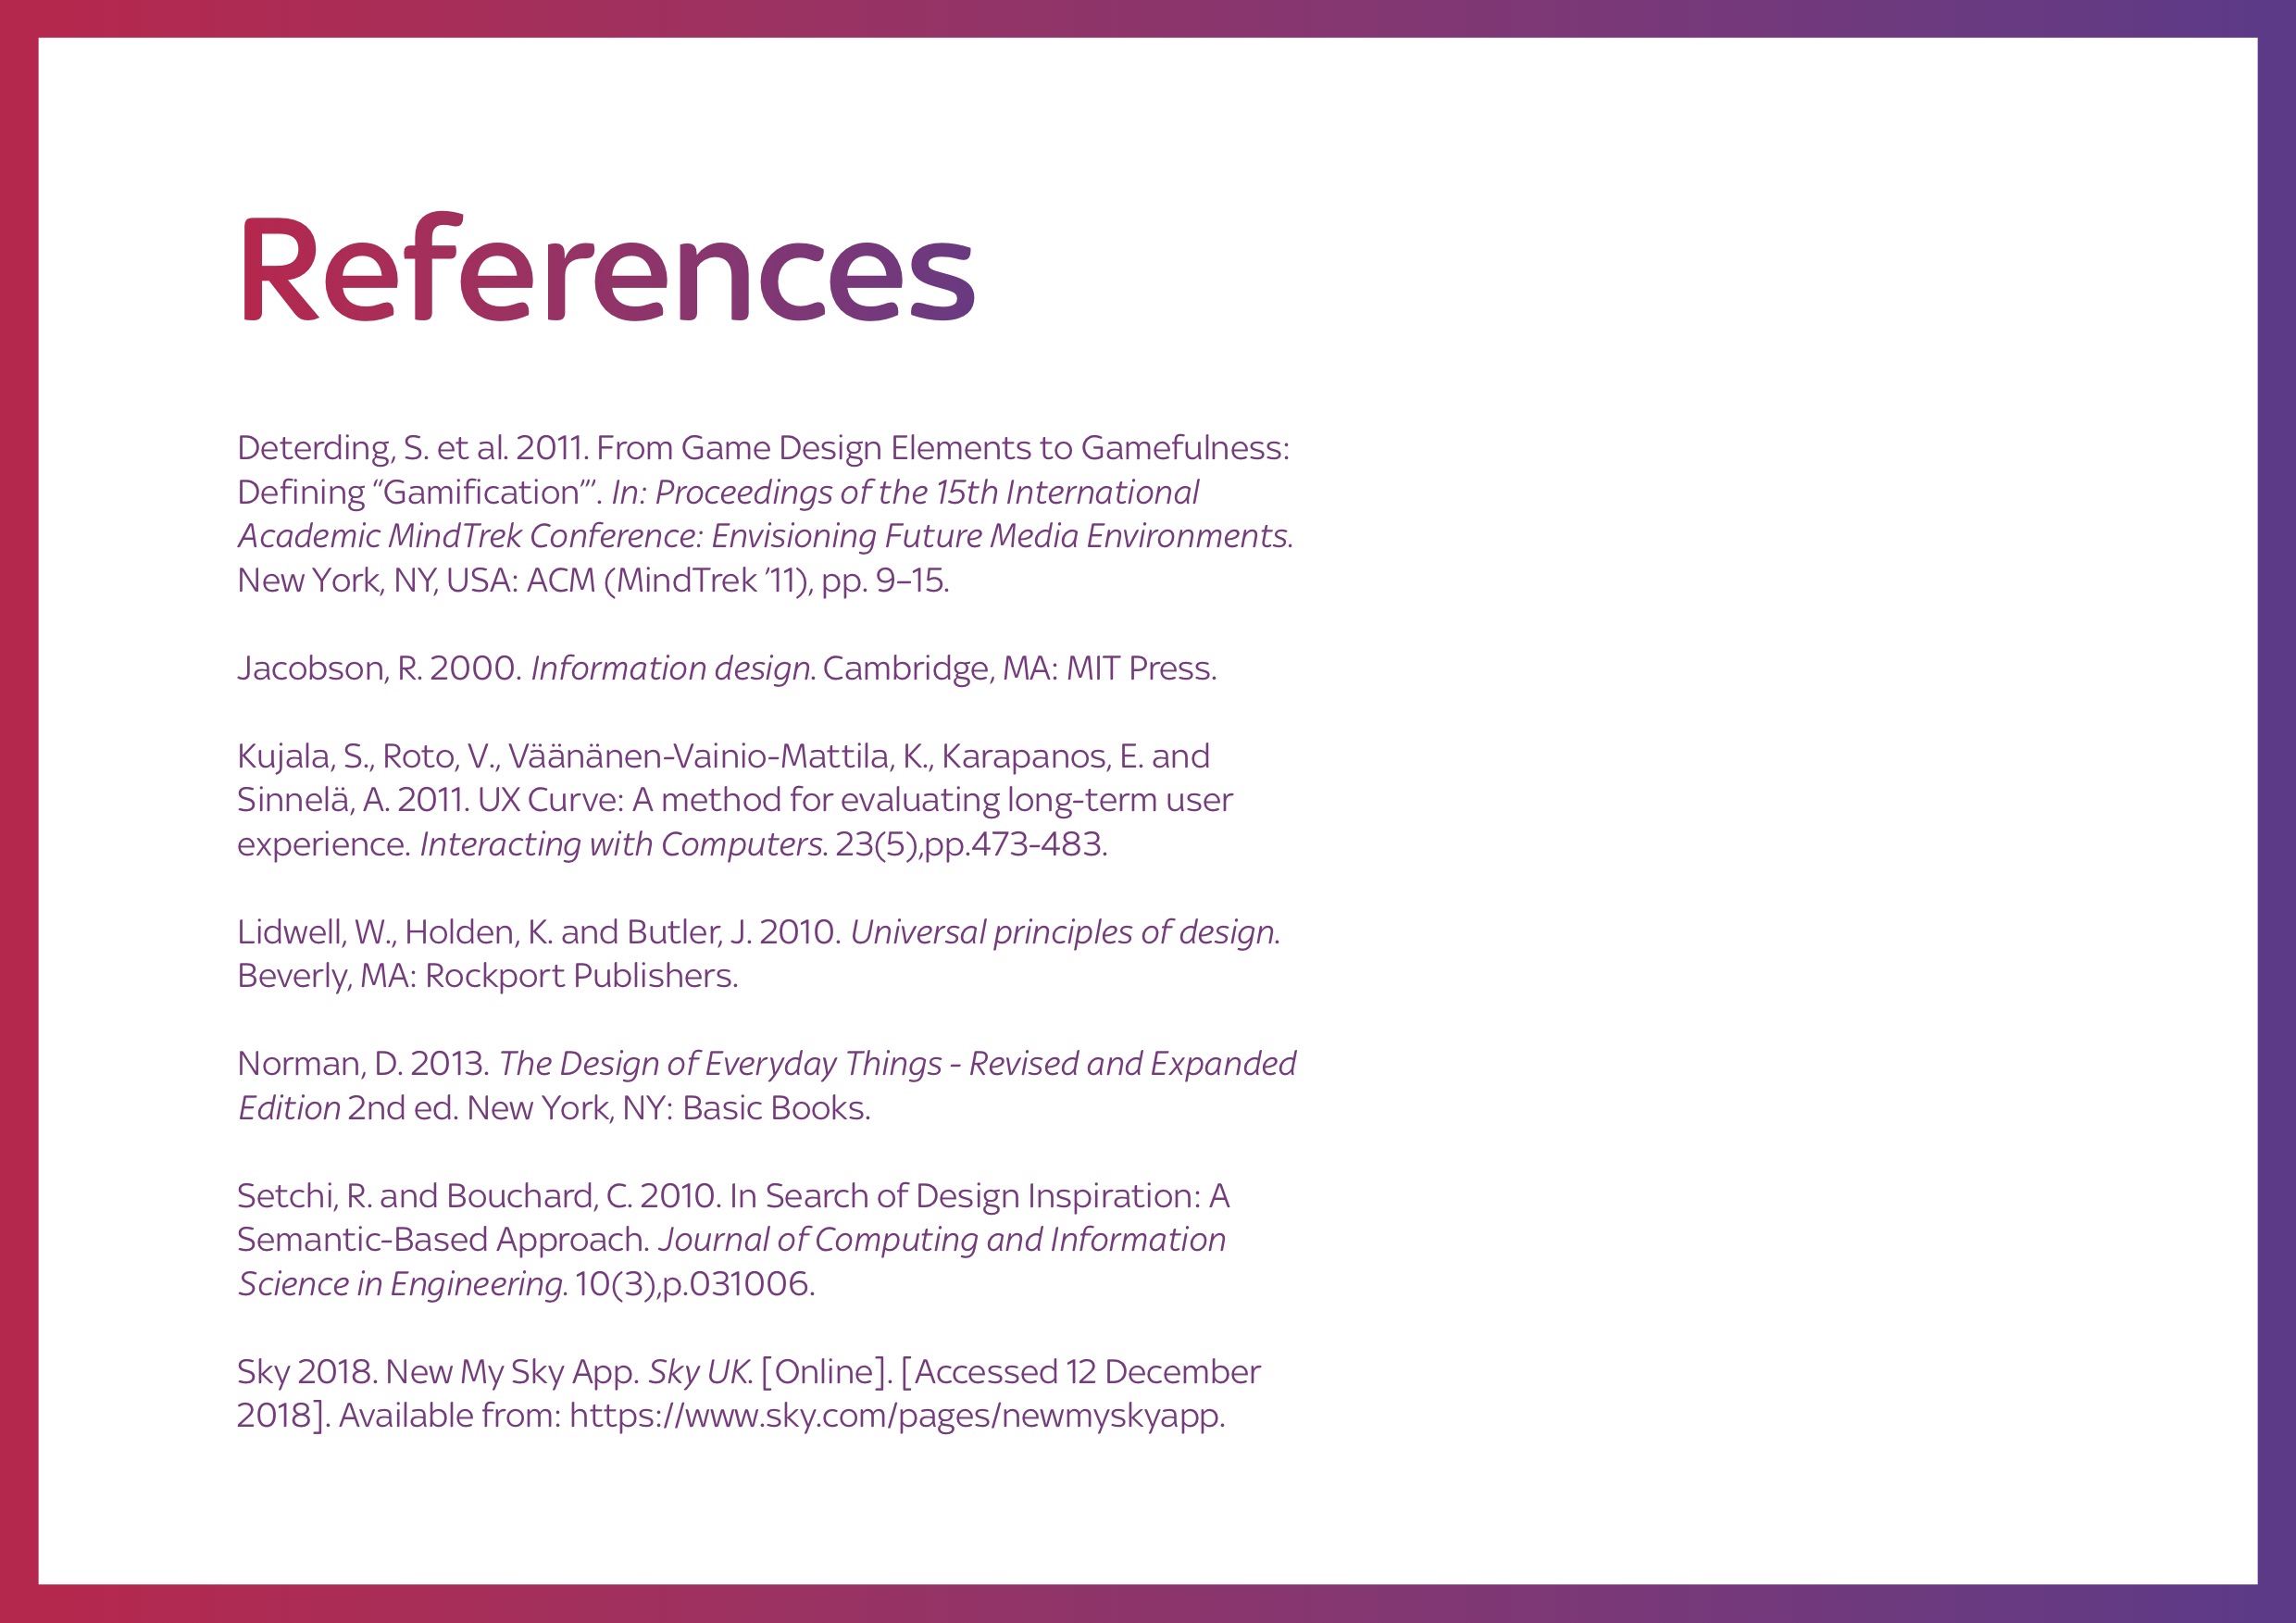 References
Deterding, S. et al. 2011. From Game Design Elements to Gamefulness:
Defining “Gamification”’. In: Proceedings of the 15th International
Academic MindTrek Conference: Envisioning Future Media Environments.
New York, NY, USA: ACM (MindTrek ’11), pp. 9–15.
Jacobson, R. 2000. Information design. Cambridge, MA: MIT Press.
Kujala, S., Roto, V., Väänänen-Vainio-Mattila, K., Karapanos, E. and
Sinnelä, A. 2011. UX Curve: A method for evaluating long-term user
experience. Interacting with Computers. 23(5),pp.473-483.
Lidwell, W., Holden, K. and Butler, J. 2010. Universal principles of design.
Beverly, MA: Rockport Publishers.
Norman, D. 2013. The Design of Everyday Things - Revised and Expanded
Edition 2nd ed. New York, NY: Basic Books.
Setchi, R. and Bouchard, C. 2010. In Search of Design Inspiration: A
Semantic-Based Approach. Journal of Computing and Information
Science in Engineering. 10(3),p.031006.
Sky 2018. New My Sky App. Sky UK. [Online]. [Accessed 12 December
2018]. Available from: https://www.sky.com/pages/newmyskyapp.